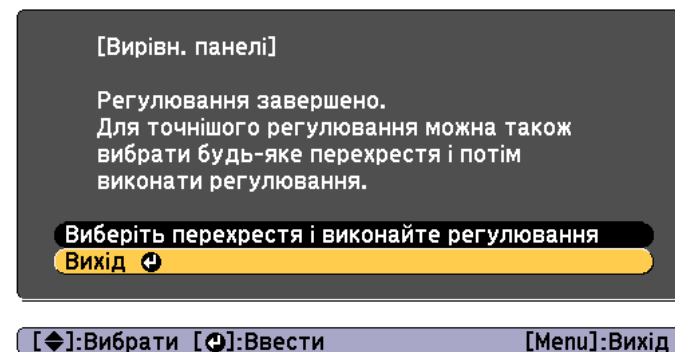 [Вирівн. панелі]
Регулювання завершено.
Для точнішого регулювання можна також
вибрати будь-яке перехрестя і потім
виконати регулювання.
Виберіть перехрестя і виконайте регулювання
Вихід
[◆]:Вибрати [⏎]:Ввести [Menu]:Вихід